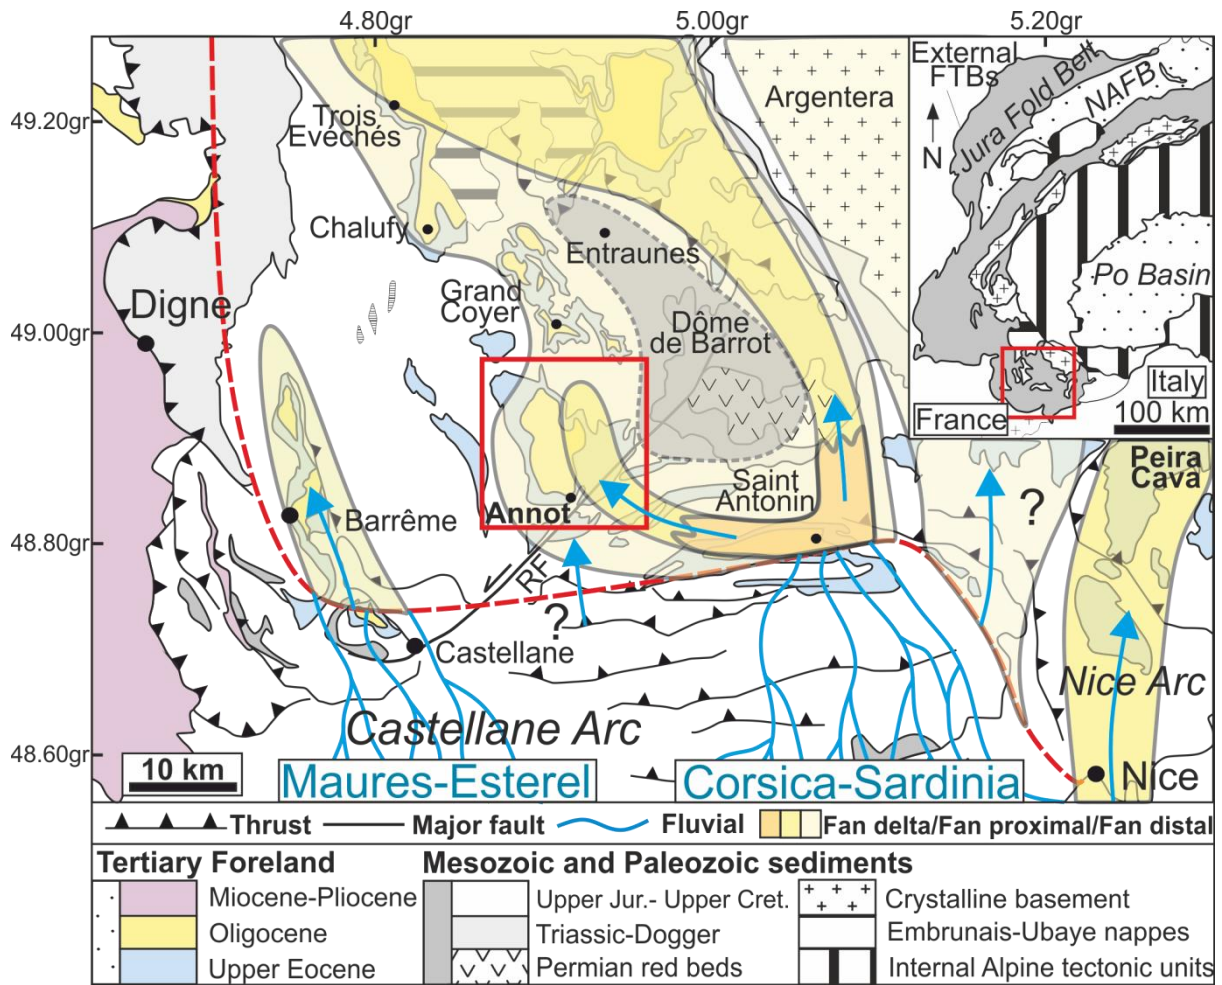 4.80gr
5.00gr
5.20gr
49.20gr
49.00gr
48.80gr
48.60gr
Trois
Evéchés
Chalufy
Entraunes
Grand
Coyer
Dôme
de Barrot
Digne
Argentera
Barrême
Annot
Saint
Antonin
RF
?
Castellane
Castellane Arc
Maures-Esterel
Corsica-Sardinia
10 km
?
Peira
Cava
Nice Arc
Nice
External
FTBs
N
Jura Fold Belt
NAFB
Po Basin
Italy
France
100 km
Thrust
Major fault
Fluvial
Fan delta/Fan proximal/Fan distal
Tertiary Foreland
Miocene-Pliocene
Oligocene
Upper Eocene
Mesozoic and Paleozoic sediments
Upper Jur.- Upper Cret.
Triassic-Dogger
Permian red beds
Crystalline basement
Embrunais-Ubaye nappes
Internal Alpine tectonic units